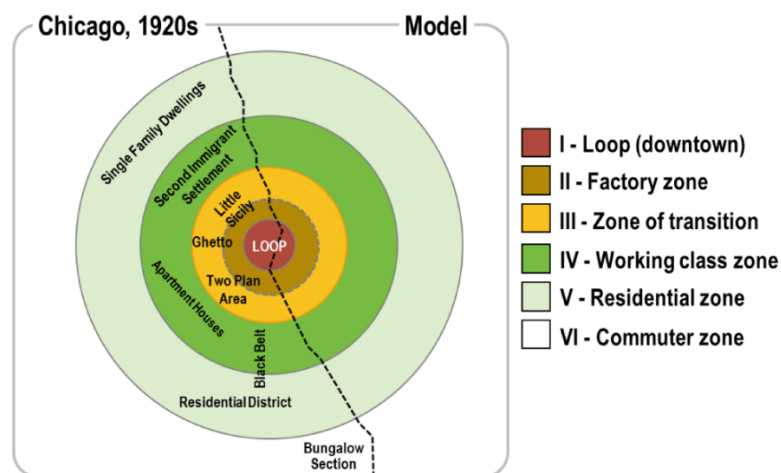 Chicago, 1920s
Model
Single Family Dwellings
Second Immigrant
Settlement
Little
Sicily
Ghetto
LOOP
Two Plan
Area
Apartment Houses
Black Belt
Residential District
Bungalow
Section
I - Loop (downtown)
II - Factory zone
III - Zone of transition
IV - Working class zone
V - Residential zone
VI - Commuter zone